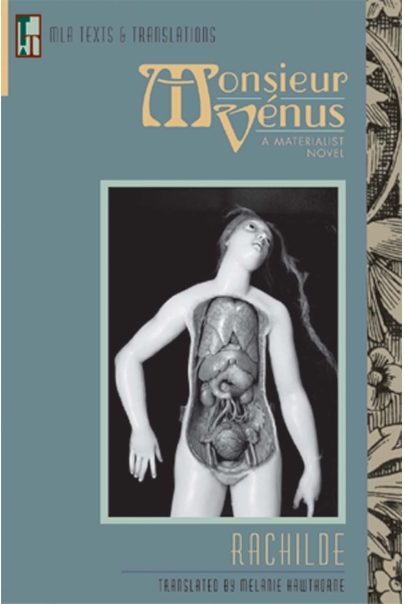 MLA TEXTS & TRANSLATIONS
Monsieur
Vénus
A MATERIALIST
NOVEL
RACHILDE
TRANSLATED BY MELANIE HAWTHORNE